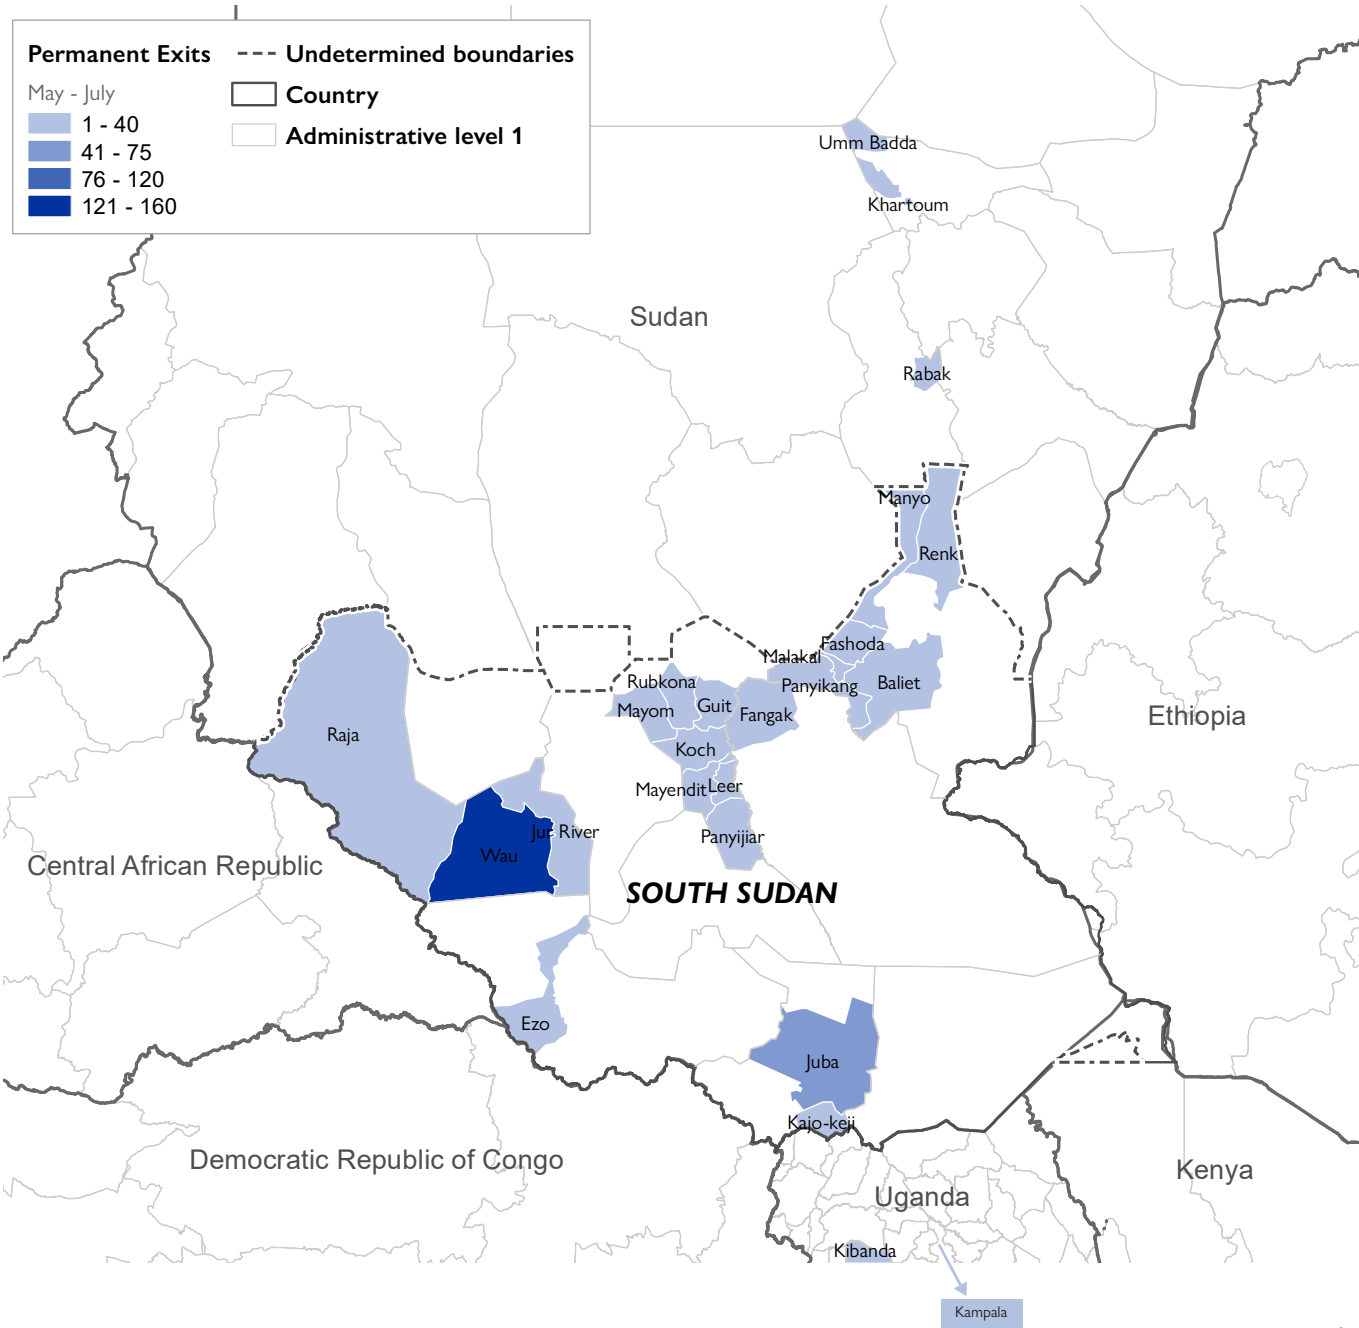 Permanent Exits
May - July
1 - 40
41 - 75
76 - 120
121 - 160
Undetermined boundaries
Country
Administrative level 1
Umm Badda
Khartoum
Sudan
Rabak
Manyo
Renk
Fashoda
Malakal
Rubkona
Panyikang
Baliet
Mayom
Guit
Fangak
Ethiopia
Raja
Koch
Mayendit
Leer
Jur River
Panyijiar
Wau
Central African Republic
SOUTH SUDAN
Ezo
Juba
Kajo-keji
Democratic Republic of Congo
Kenya
Uganda
Kibanda
Kampala